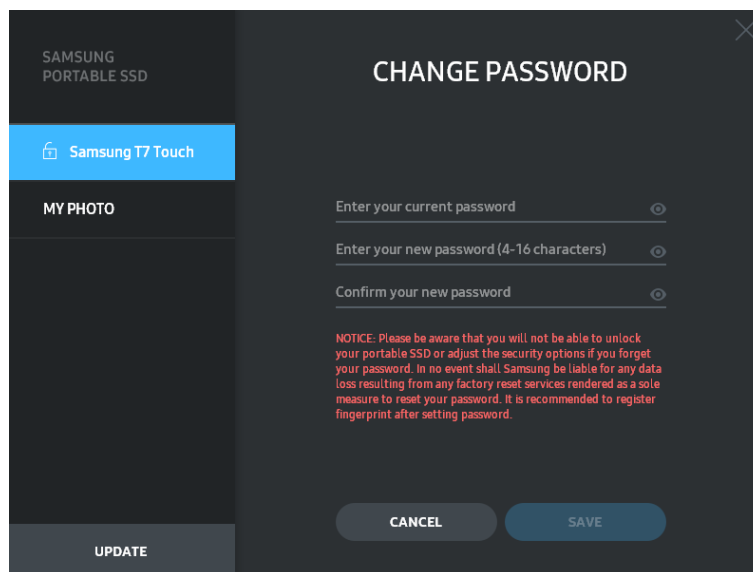 SAMSUNG
PORTABLE SSD
Samsung T7 Touch
MY PHOTO
UPDATE
CHANGE PASSWORD
Enter your current password
Enter your new password (4-16 characters)
Confirm your new password
NOTICE: Please be aware that you will not be able to unlock
your portable SSD or adjust the security options if you forget
your password. In no event shall Samsung be liable for any data
loss resulting from any factory reset services rendered as a sole
measure to reset your password. It is recommended to register
fingerprint after setting password.
CANCEL
SAVE